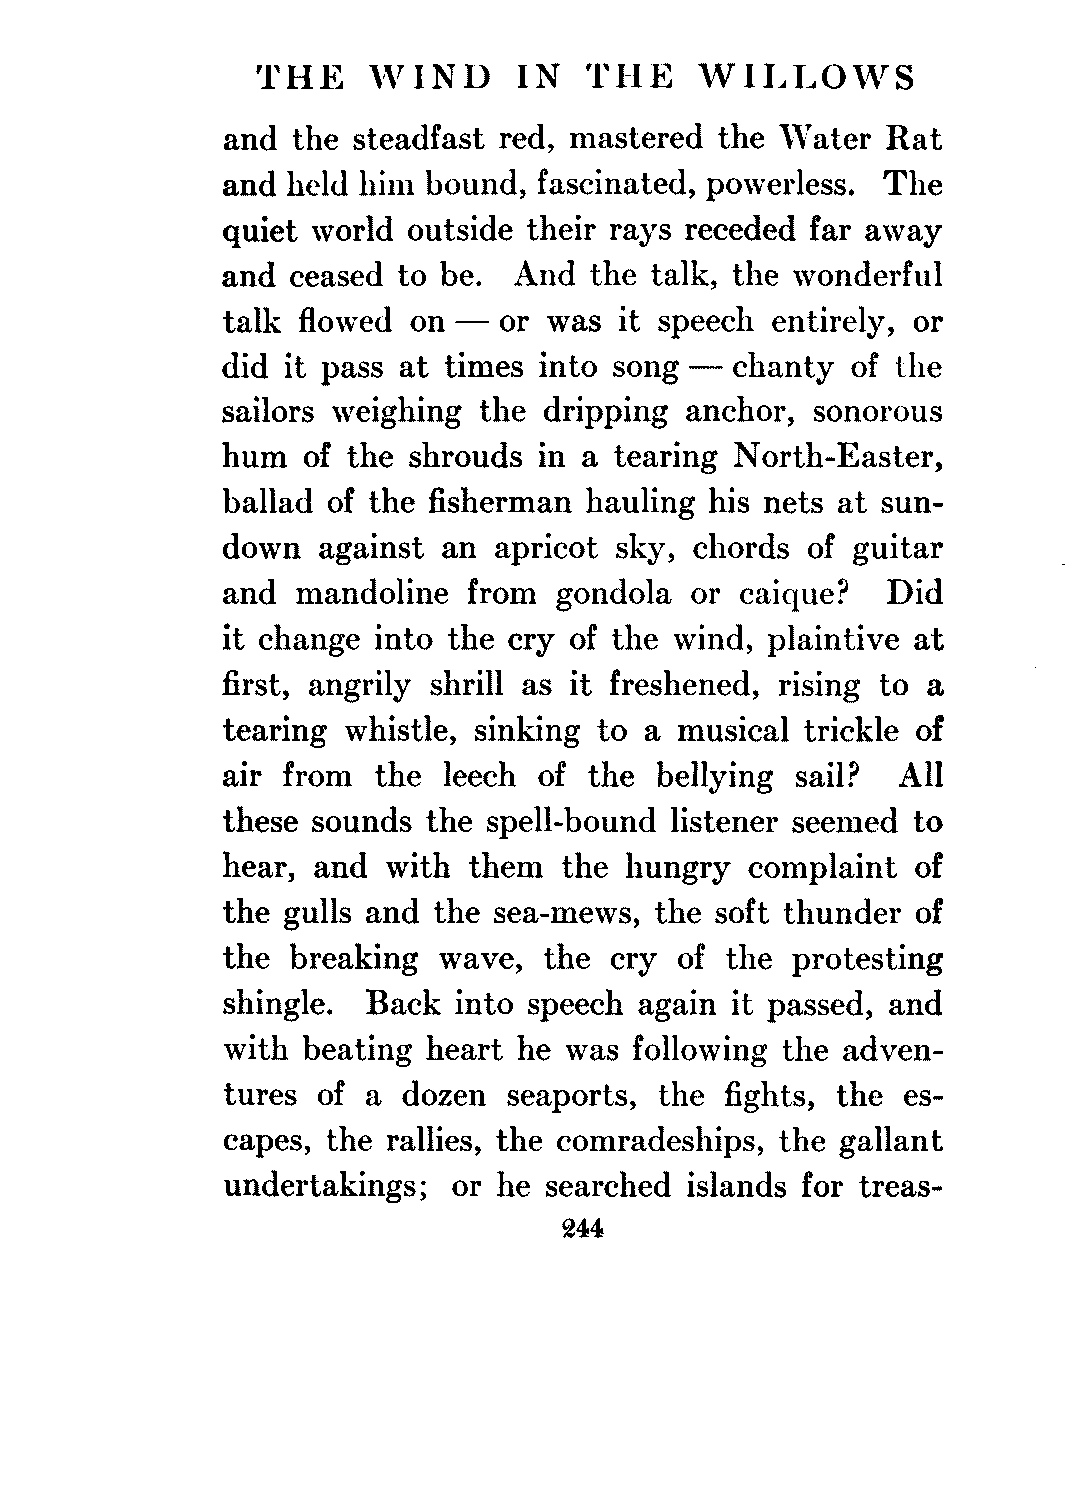 THE WIND IN THE WILLOWS
and the steadfast red, mastered the Water Rat
and held him bound, fascinated, powerless. The
quiet world outside their rays receded far away
and ceased to be. And the talk, the wonderful
talk flowed on — or was it speech entirely, or
did it pass at times into song — chanty of the
sailors weighing the dripping anchor, sonorous
hum of the shrouds in a tearing North-Easter,
ballad of the fisherman hauling his nets at sun-
down against an apricot sky, chords of guitar
and mandoline from gondola or caique? Did
it change into the cry of the wind, plaintive at
first, angrily shrill as it freshened, rising to a
tearing whistle, sinking to a musical trickle of
air from the leech of the bellying sail? All
these sounds the spell-bound listener seemed to
hear, and with them the hungry complaint of
the gulls and the sea-mews, the soft thunder of
the breaking wave, the cry of the protesting
shingle. Back into speech again it passed, and
with beating heart he was following the adven-
tures of a dozen seaports, the fights, the es-
capes, the rallies, the comradeships, the gallant
undertakings; or he searched islands for treas-
244